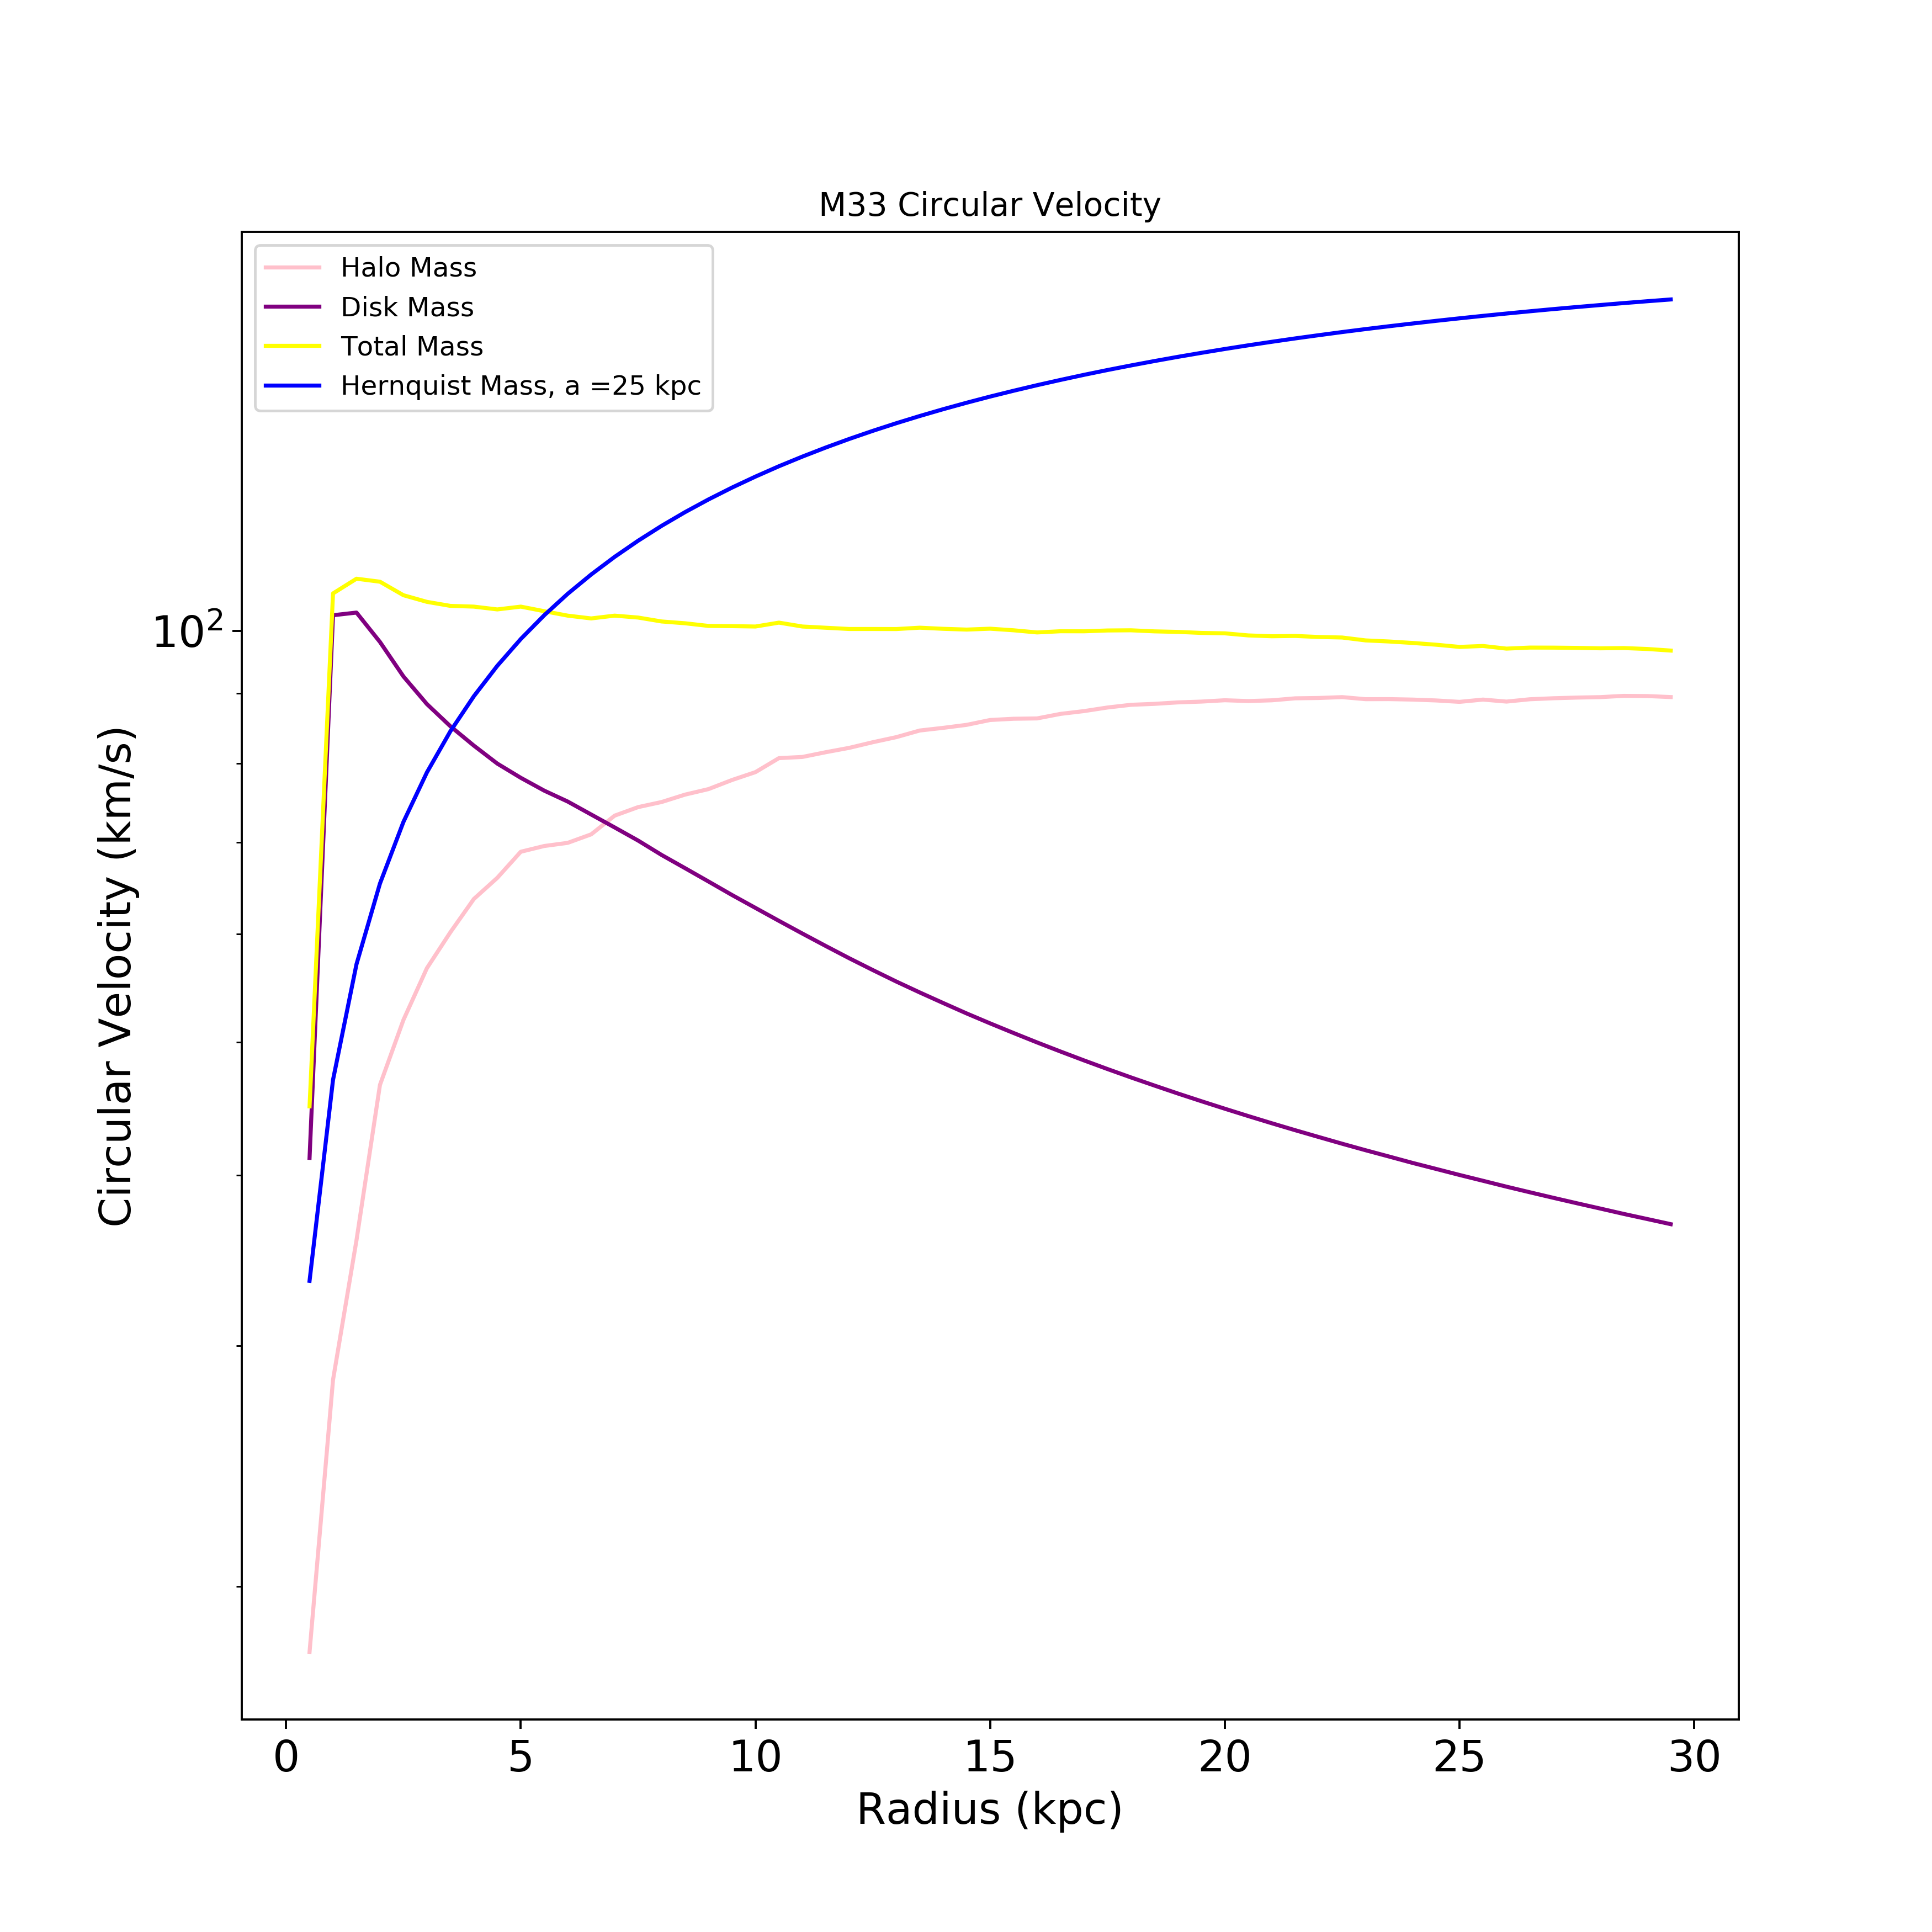 M33 Circular Velocity
Halo Mass
Disk Mass
Total Mass
Hernquist Mass, a =25 kpc
10²
Circular Velocity (km/s)
0 5 10 15 20 25 30
Radius (kpc)